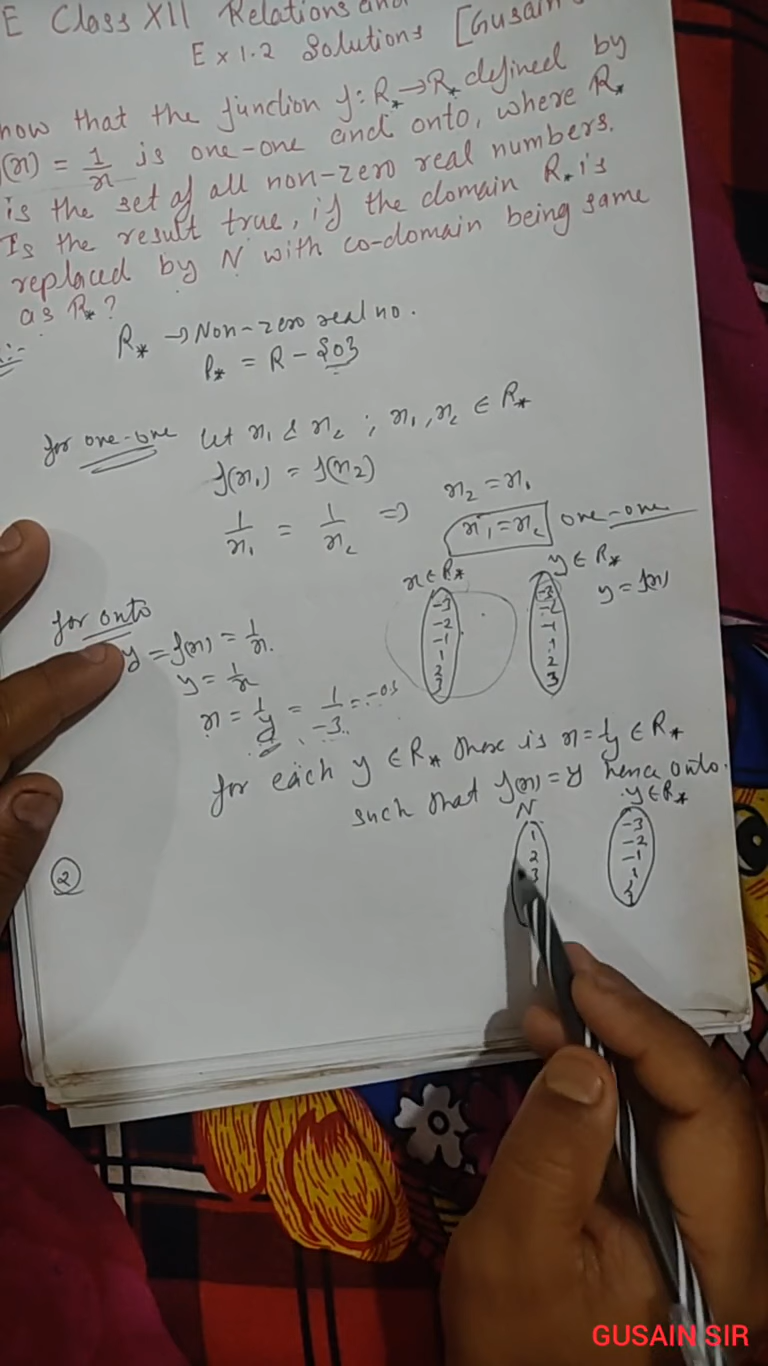 E Class XII Relations and
Ex 1.2 Solutions [Gusain S
how that the function f: R* → R* defined by
(x) = 1/x is one-one and onto, where R*
is the set of all non-zero real numbers.
Is the result true, if the domain R* is
replaced by N with co-domain being same
as R*?
R* → Non-zero real no.
R* = R - {0}
for one-one let x1 & x2 ; x1, x2 ∈ R*
f(x1) = f(x2)
1/x1 = 1/x2 => x2 = x1
x1 = x2 one-one
for onto
y = f(x) = 1/x.
y = 1/x
x = 1/y = 1/-3 = -0.3
x ∈ R*
-3
-2
-1
1
2
3
y ∈ R*
-3
-2
-1
1
2
3
y = f(x)
for each y ∈ R* there is x = 1/y ∈ R*
such that f(x) = y hence onto.
②
N
1
2
3
y ∈ R*
-3
-2
-1
1
2
3
GUSAIN SIR